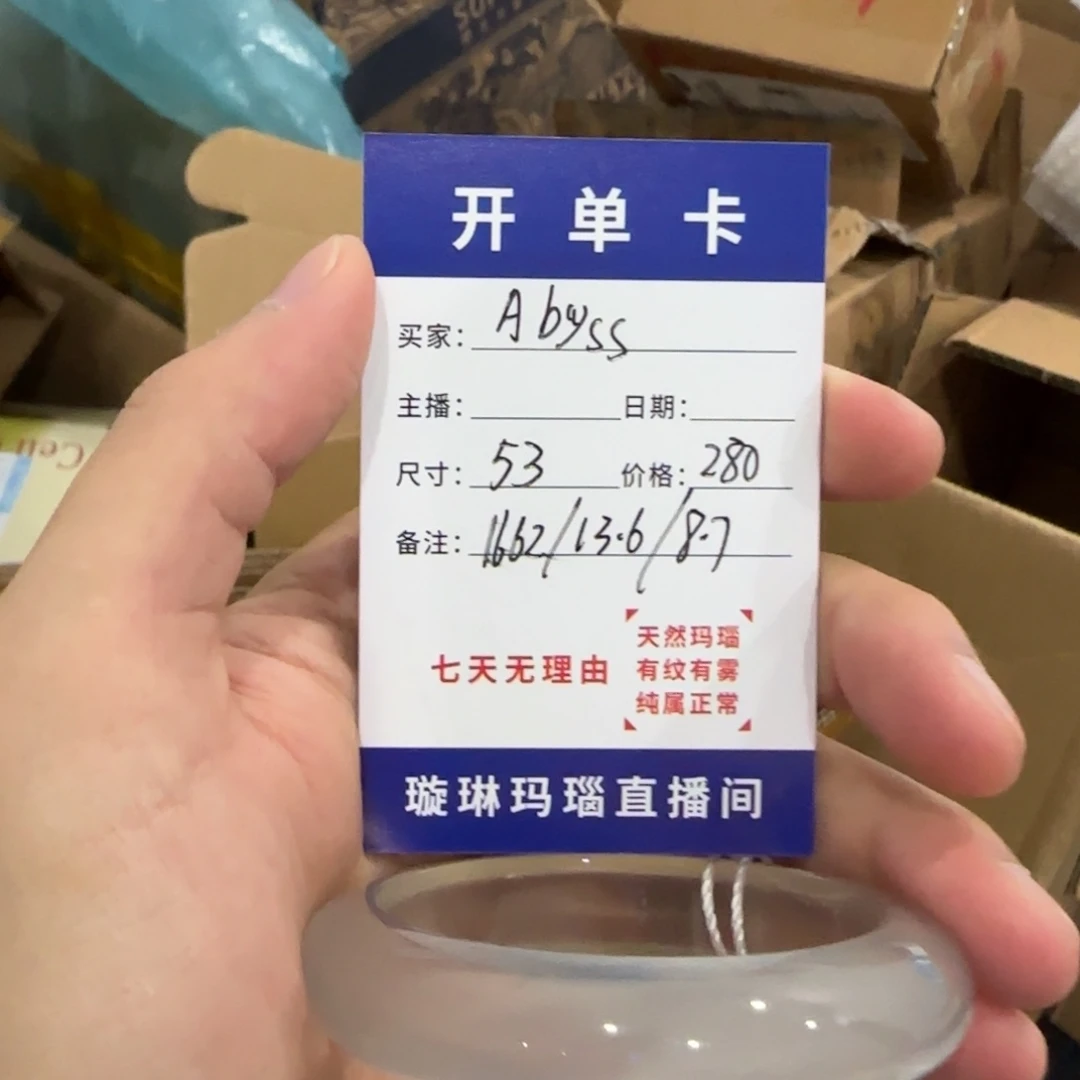 开单卡
买家: Abyss
主播: 日期:
尺寸: 53 价格: 280
备注: 1662/13.6/8.7
七天无理由
天然玛瑙
有纹有雾
纯属正常
璇琳玛瑙直播间